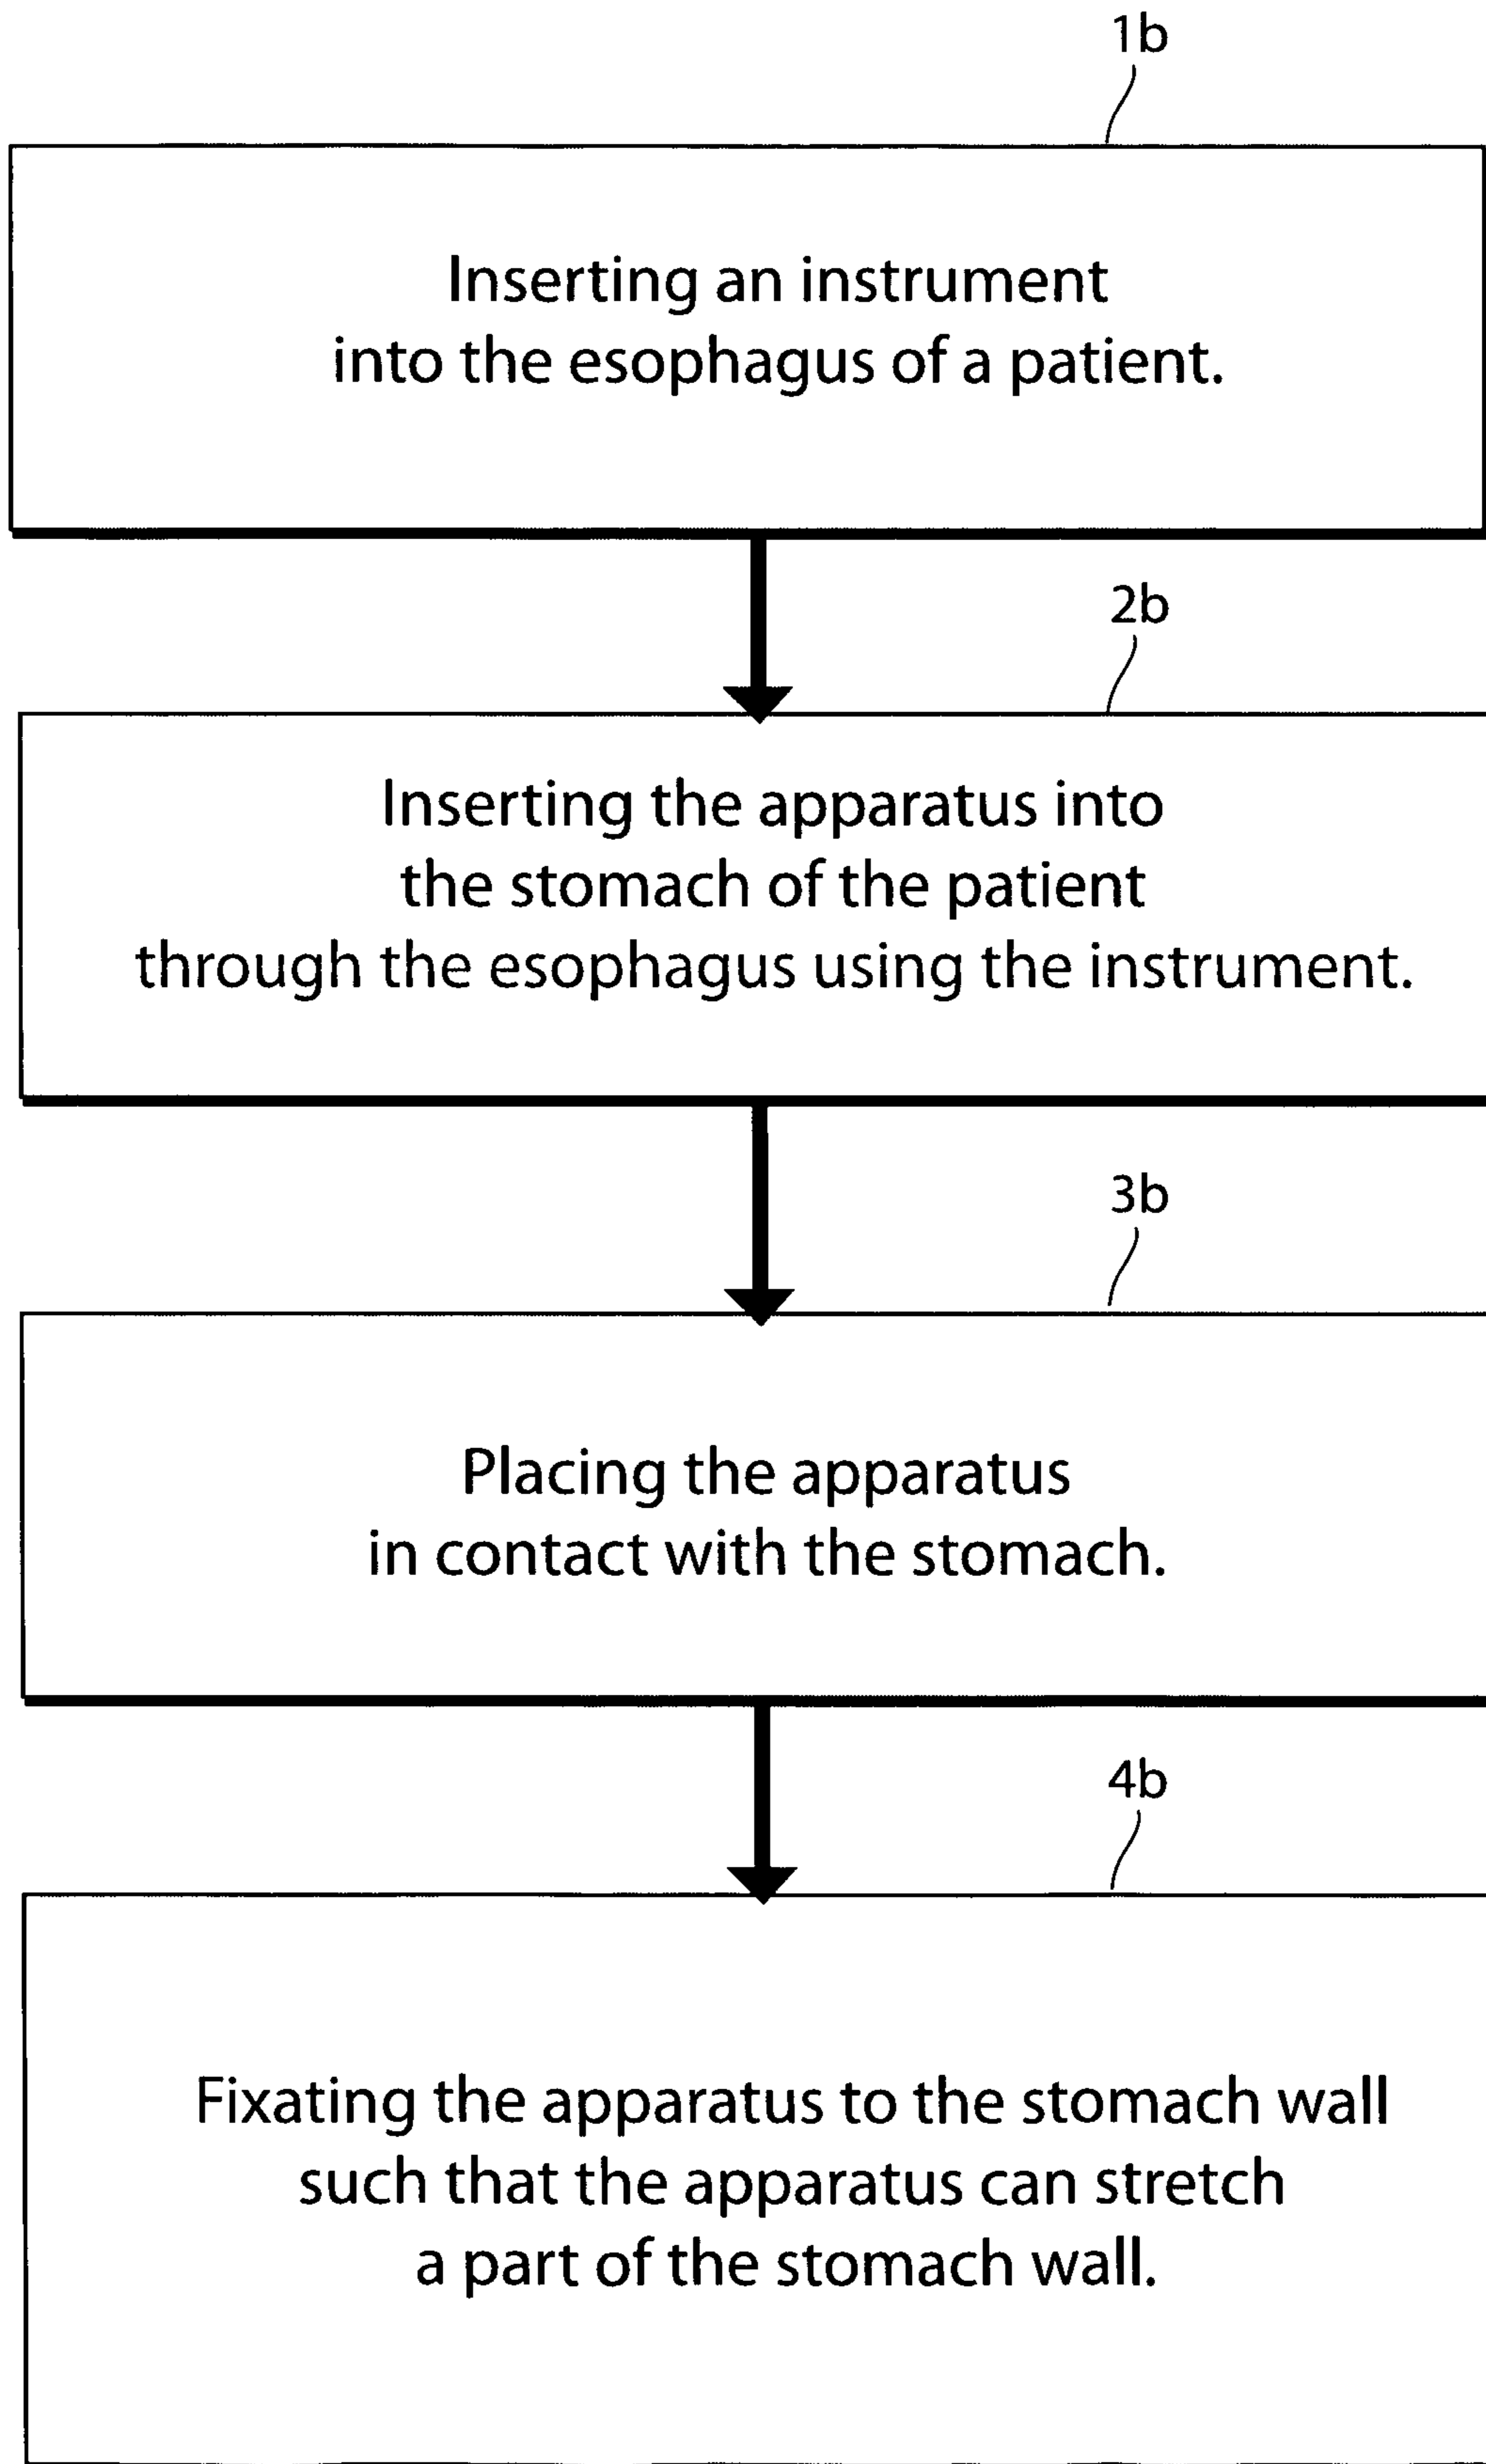 1b
Inserting an instrument
into the esophagus of a patient.
2b
Inserting the apparatus into
the stomach of the patient
through the esophagus using the instrument.
3b
Placing the apparatus
in contact with the stomach.
4b
Fixating the apparatus to the stomach wall
such that the apparatus can stretch
a part of the stomach wall.